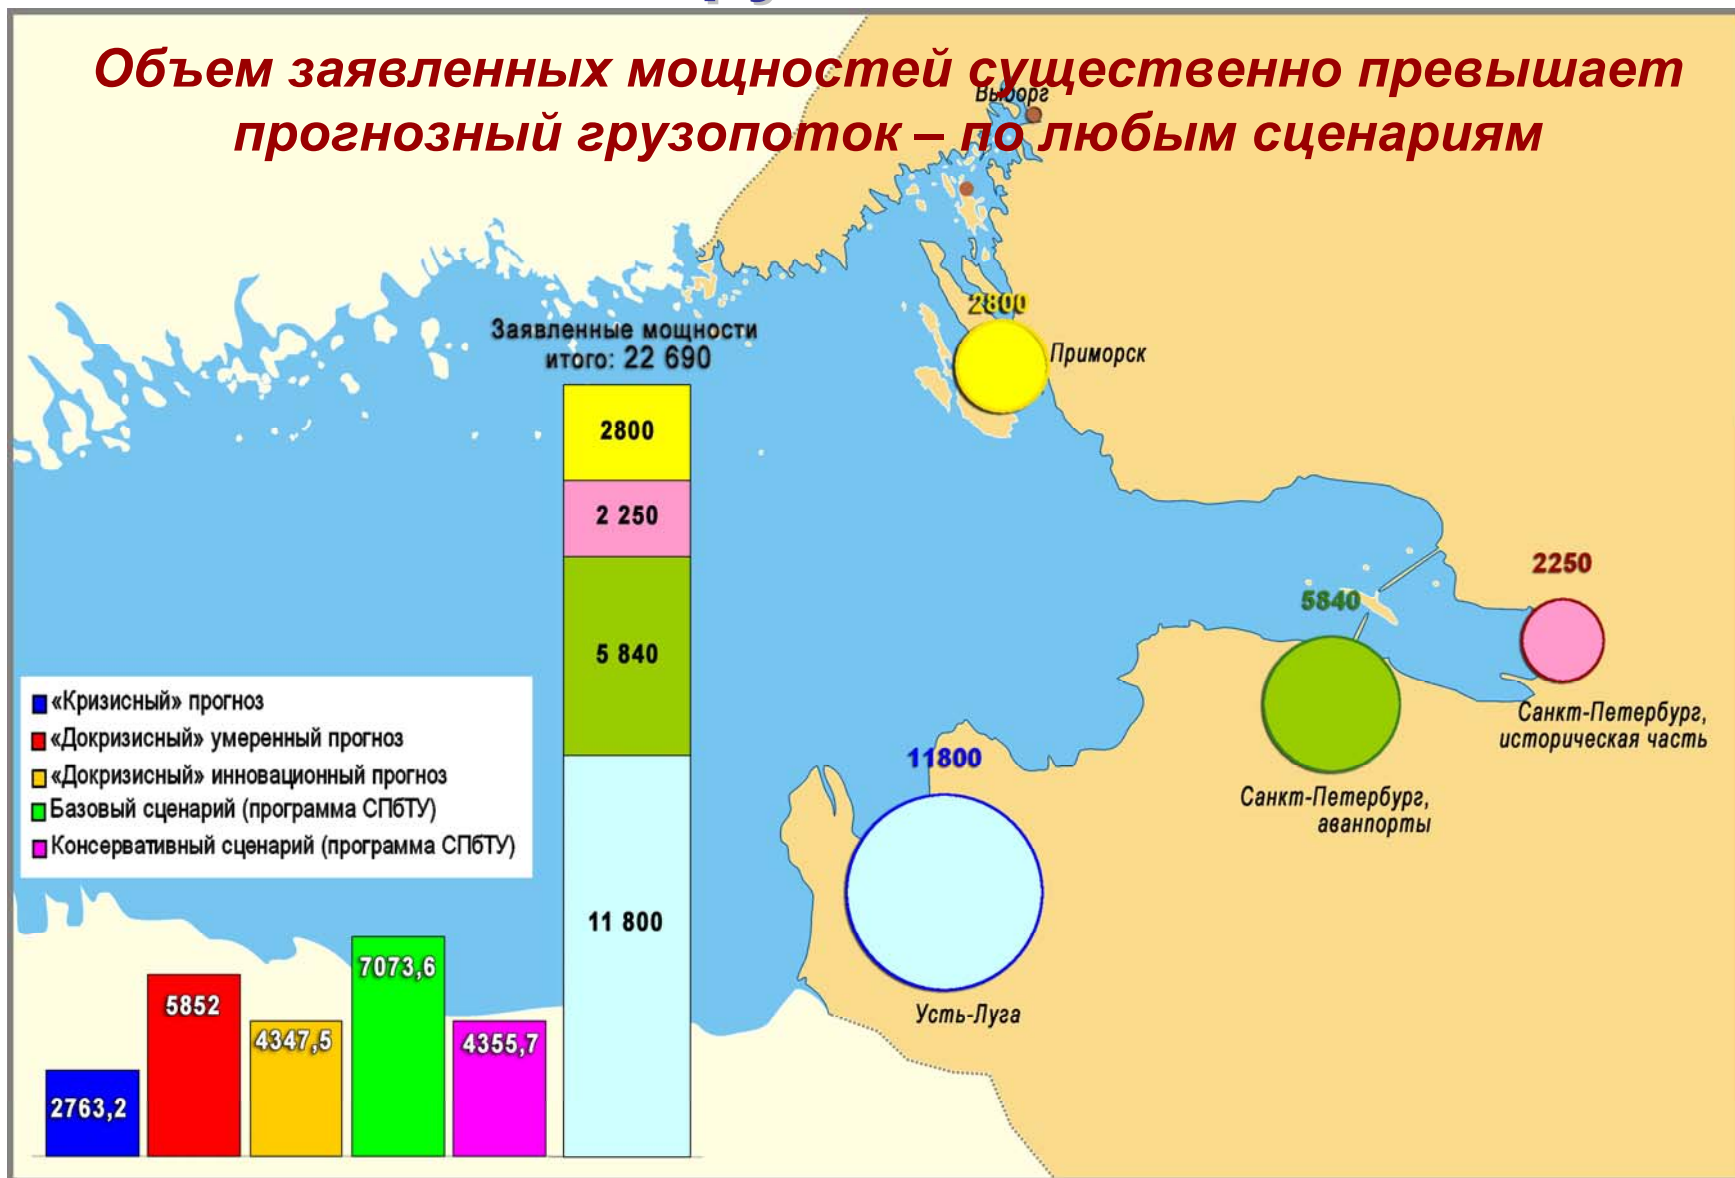 Объем заявленных мощностей существенно превышает
прогнозный грузопоток – по любым сценариям
Выборг
2800
Приморск
Заявленные мощности
итого: 22 690
2800
2 250
5 840
11 800
2250
Санкт-Петербург,
историческая часть
5840
Санкт-Петербург,
аванпорты
11800
Усть-Луга
«Кризисный» прогноз
«Докризисный» умеренный прогноз
«Докризисный» инновационный прогноз
Базовый сценарий (программа СПбТУ)
Консервативный сценарий (программа СПбТУ)
2763,2
5852
4347,5
7073,6
4355,7